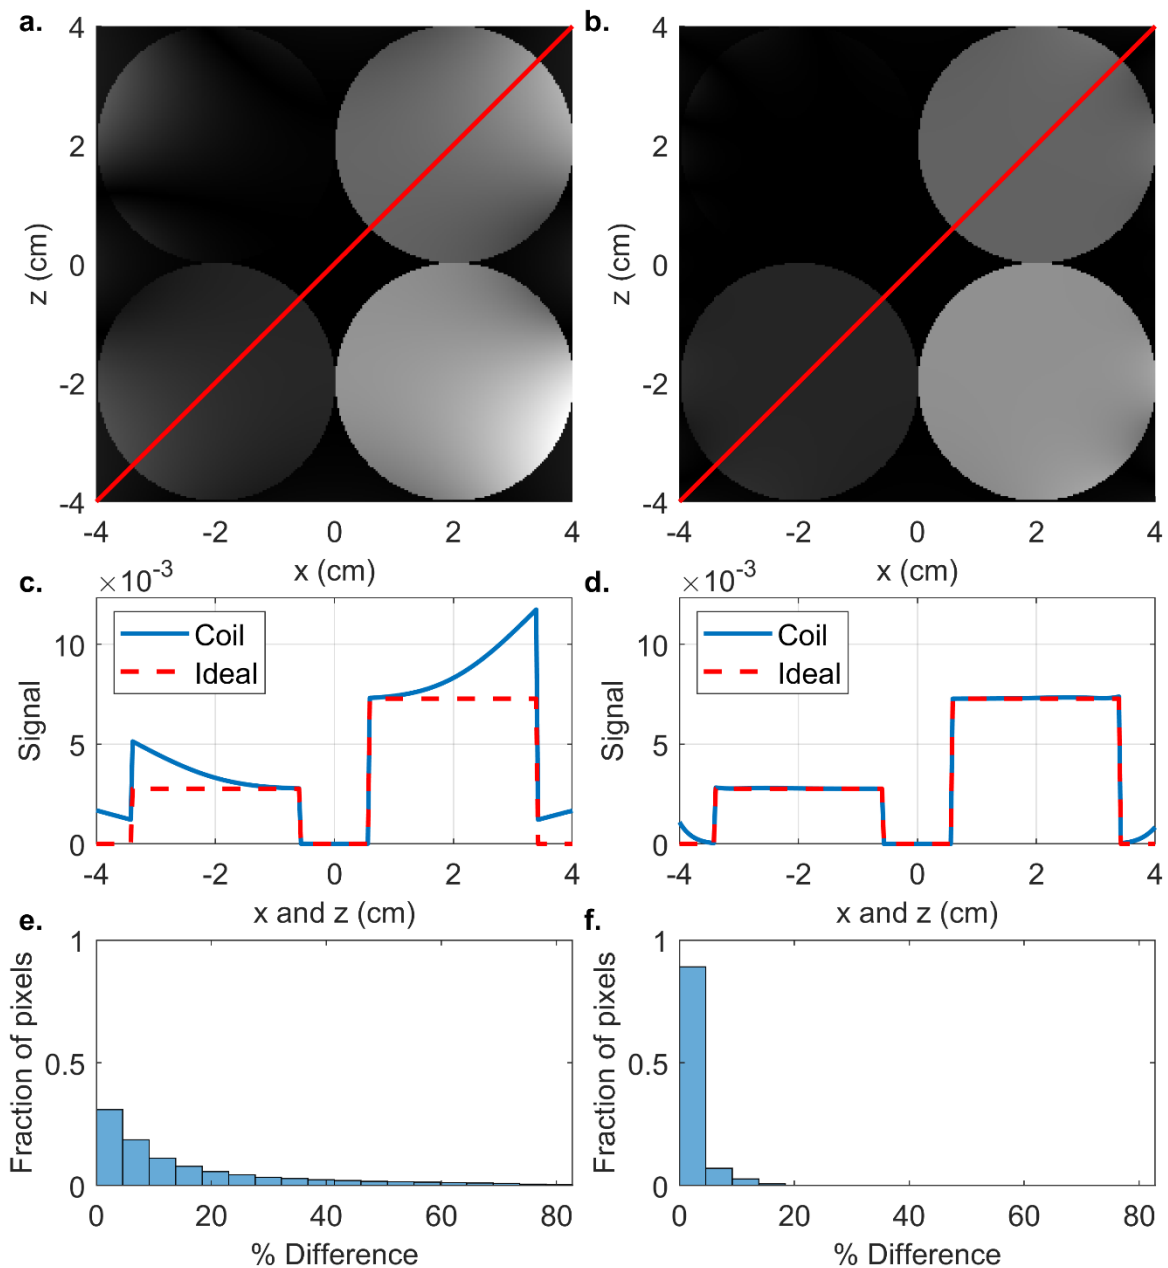 a.
b.
4
2
0
-2
-4
z (cm)
-4 -2 0 2 4
x (cm)
4
2
0
-2
-4
z (cm)
-4 -2 0 2 4
x (cm)
c.
×10⁻³
10
5
0
Signal
Coil
Ideal
-4 -2 0 2 4
x and z (cm)
d.
×10⁻³
10
5
0
Signal
Coil
Ideal
-4 -2 0 2 4
x and z (cm)
e.
1
0.5
0
Fraction of pixels
0 20 40 60 80
% Difference
f.
1
0.5
0
Fraction of pixels
0 20 40 60 80
% Difference